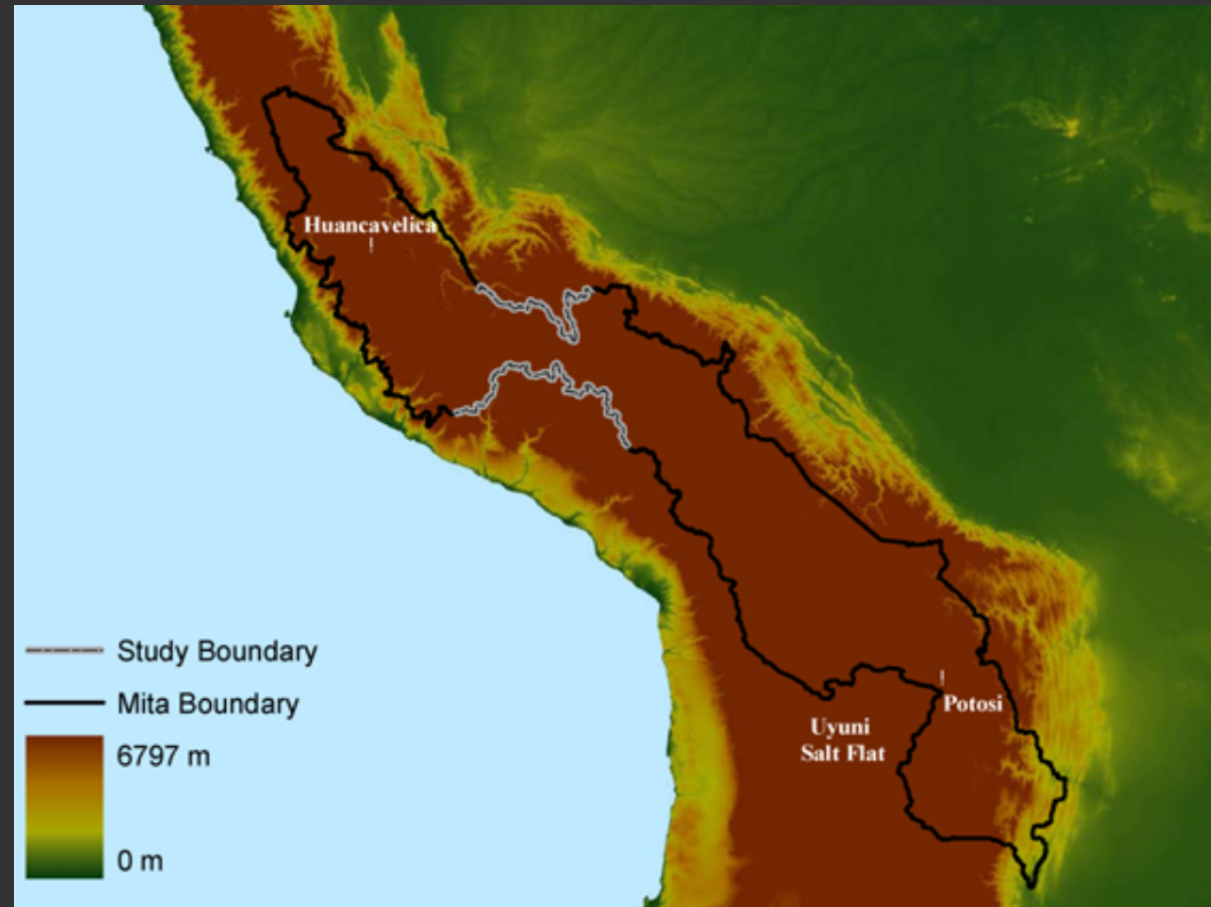 Huancavelica
Study Boundary
Mita Boundary
6797 m
0 m
Potosi
Uyuni
Salt Flat